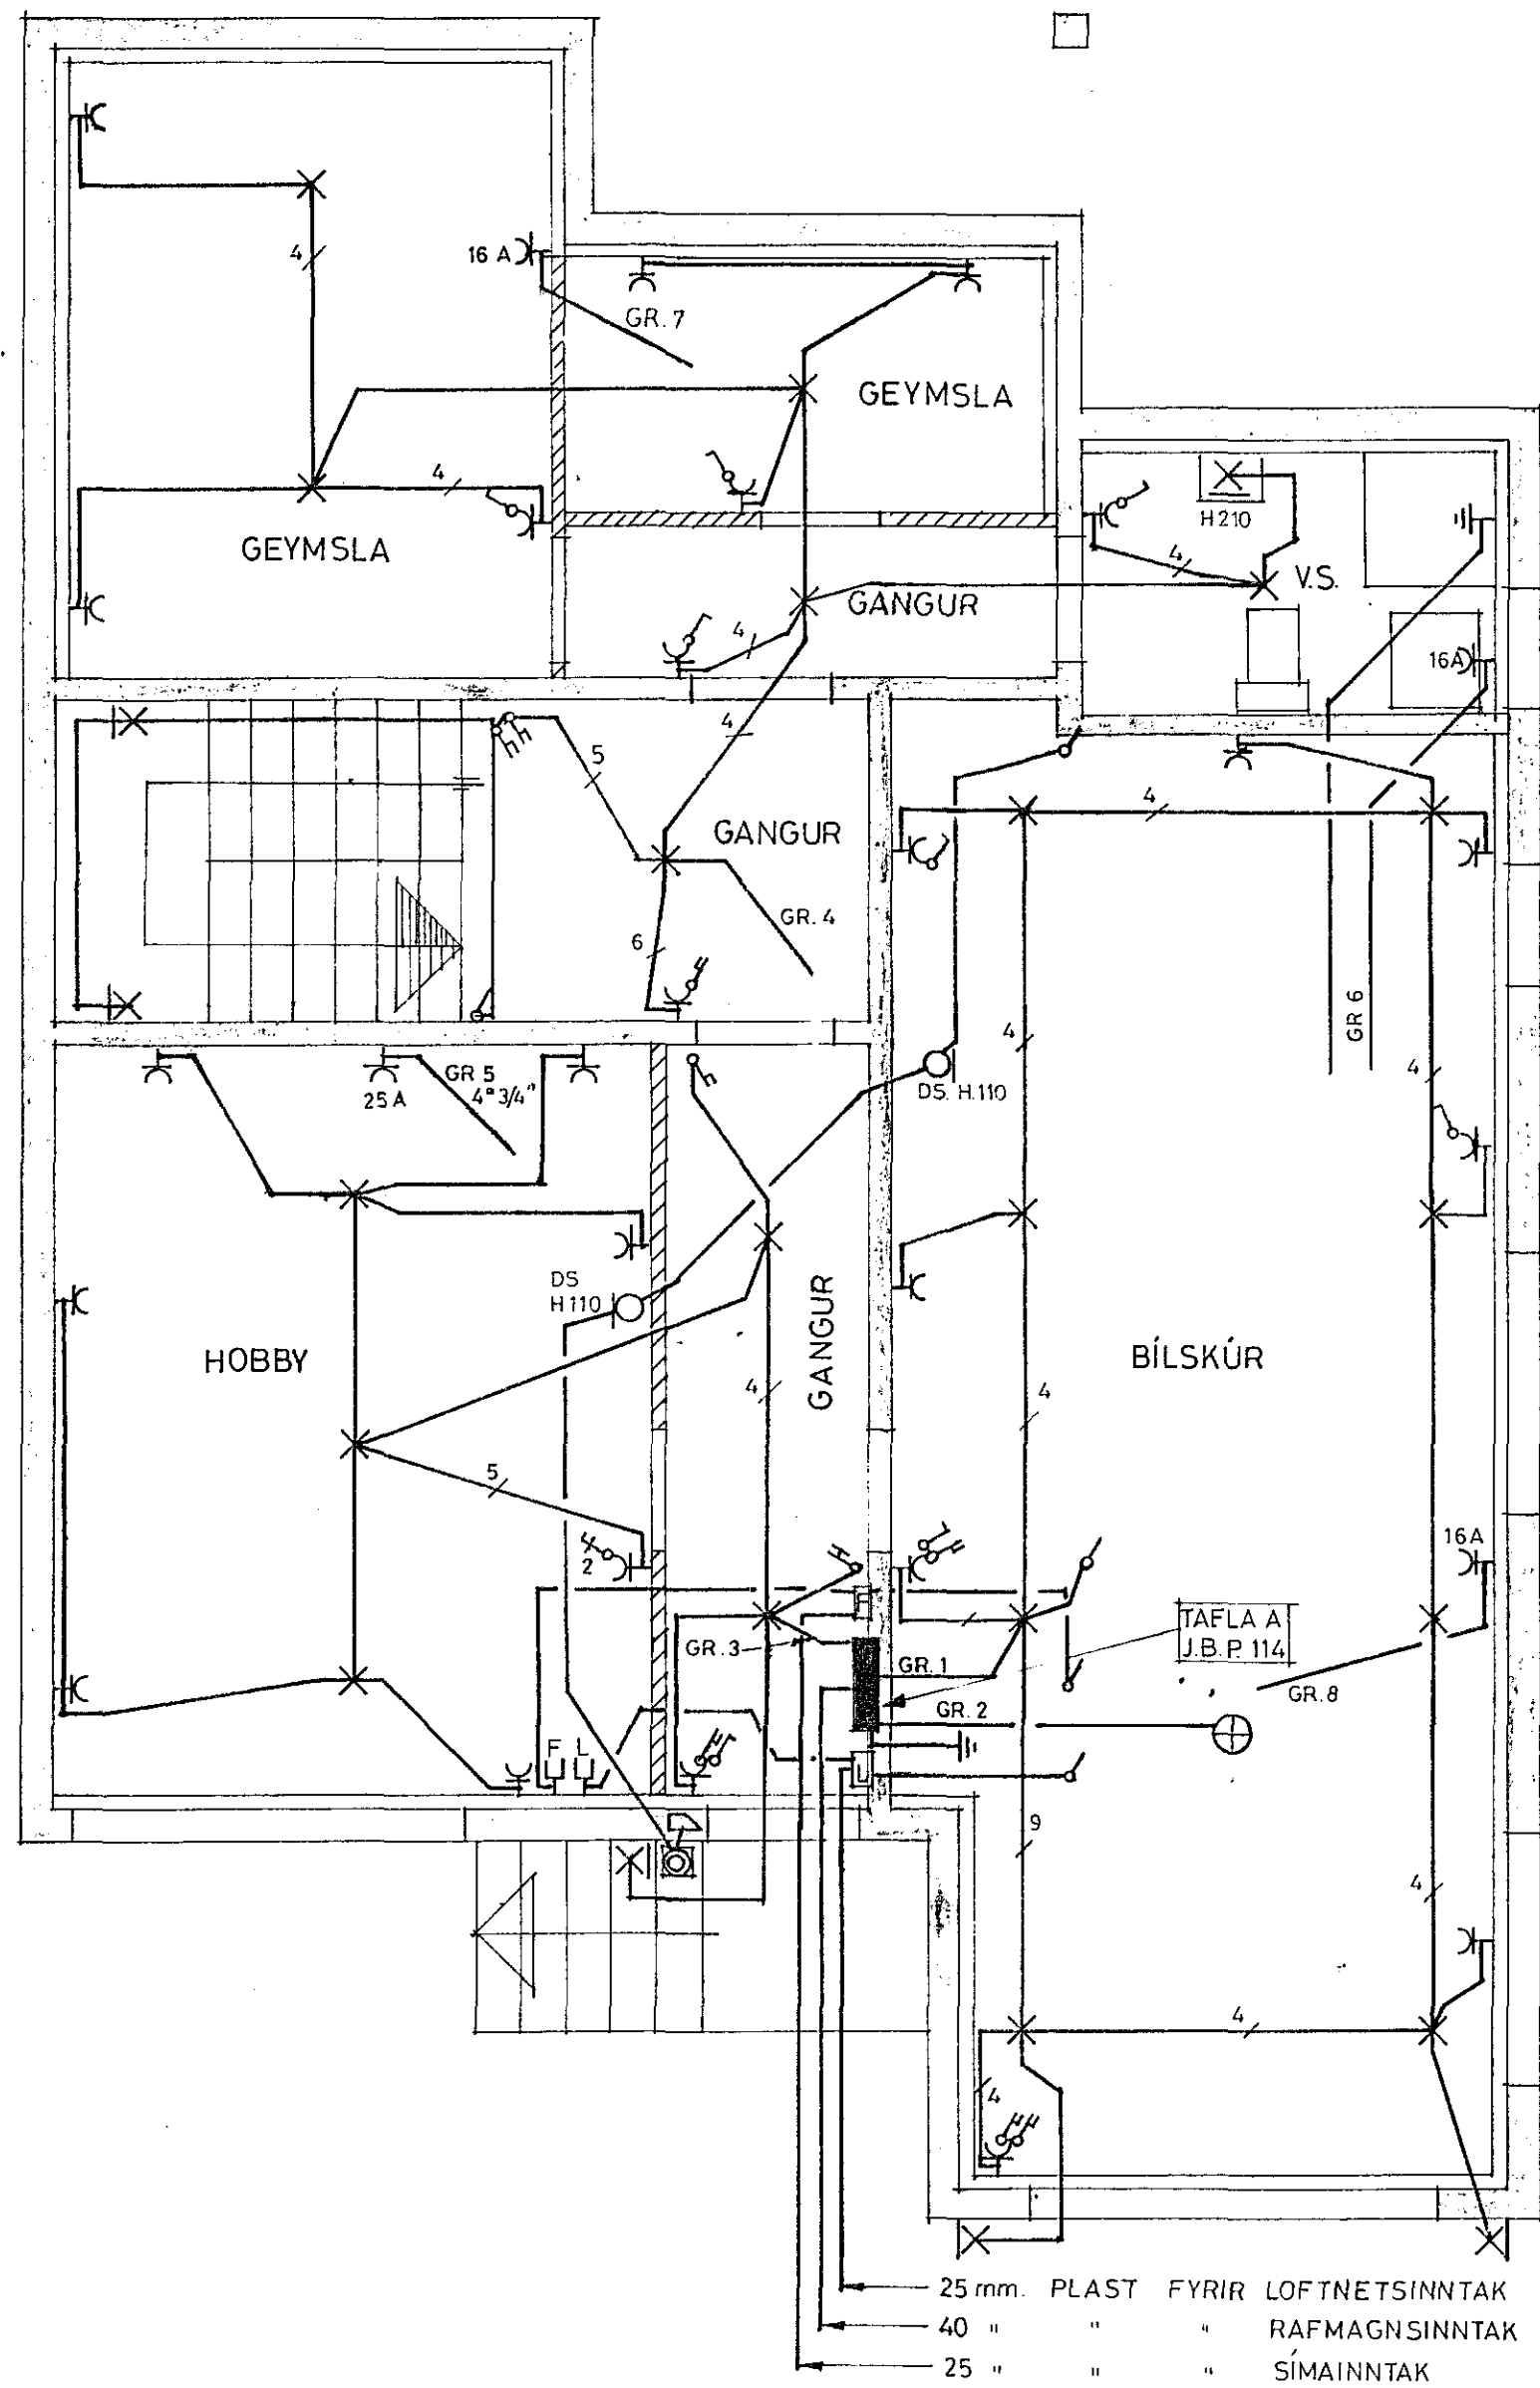 4
16 A
GR. 7
GEYMSLA
4
H210
GEYMSLA
4
V.S.
GANGUR
4
16A
4
5
4
GANGUR
GR. 4
6
GR 6
4
4
GR 5
4º 3/4"
25 A
DS. H.110
DS
H110
GANGUR
HOBBY
BÍLSKÚR
4
4
5
2
16A
F
TAFLA A
J.B.P. 114
GR. 3
GR. 1
GR. 8
GR. 2
F L
L
9
4
4
4
25 mm. PLAST FYRIR LOFTNETSINNTAK
40 " " " RAFMAGNSINNTAK
25 " " " SÍMAINNTAK